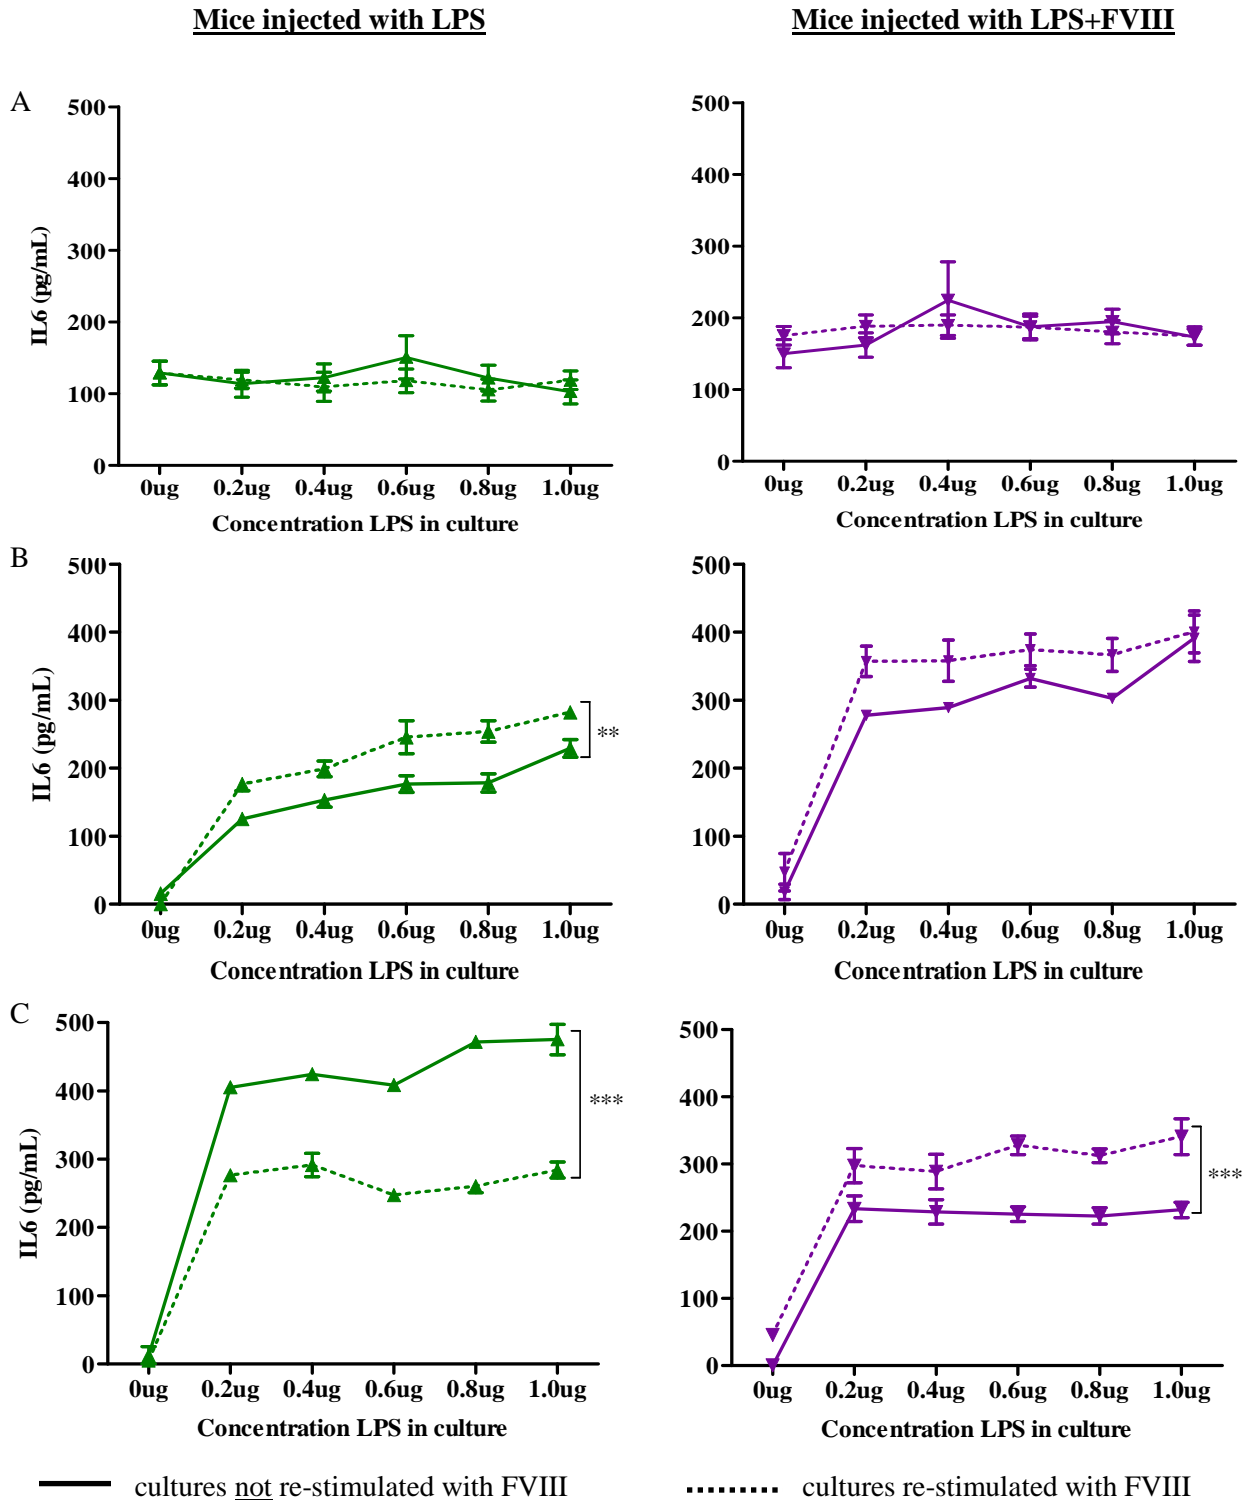 Mice injected with LPS
Mice injected with LPS+FVIII
A
500
400
300
200
100
0
IL6 (pg/mL)
0ug 0.2ug 0.4ug 0.6ug 0.8ug 1.0ug
Concentration LPS in culture
500
400
300
200
100
0
0ug 0.2ug 0.4ug 0.6ug 0.8ug 1.0ug
Concentration LPS in culture
B
500
400
300
200
100
0
IL6 (pg/mL)
**
0ug 0.2ug 0.4ug 0.6ug 0.8ug 1.0ug
Concentration LPS in culture
500
400
300
200
100
0
0ug 0.2ug 0.4ug 0.6ug 0.8ug 1.0ug
Concentration LPS in culture
C
500
400
300
200
100
0
IL6 (pg/mL)
***
0ug 0.2ug 0.4ug 0.6ug 0.8ug 1.0ug
Concentration LPS in culture
500
400
300
200
100
0
***
0ug 0.2ug 0.4ug 0.6ug 0.8ug 1.0ug
Concentration LPS in culture
cultures not re-stimulated with FVIII
cultures re-stimulated with FVIII